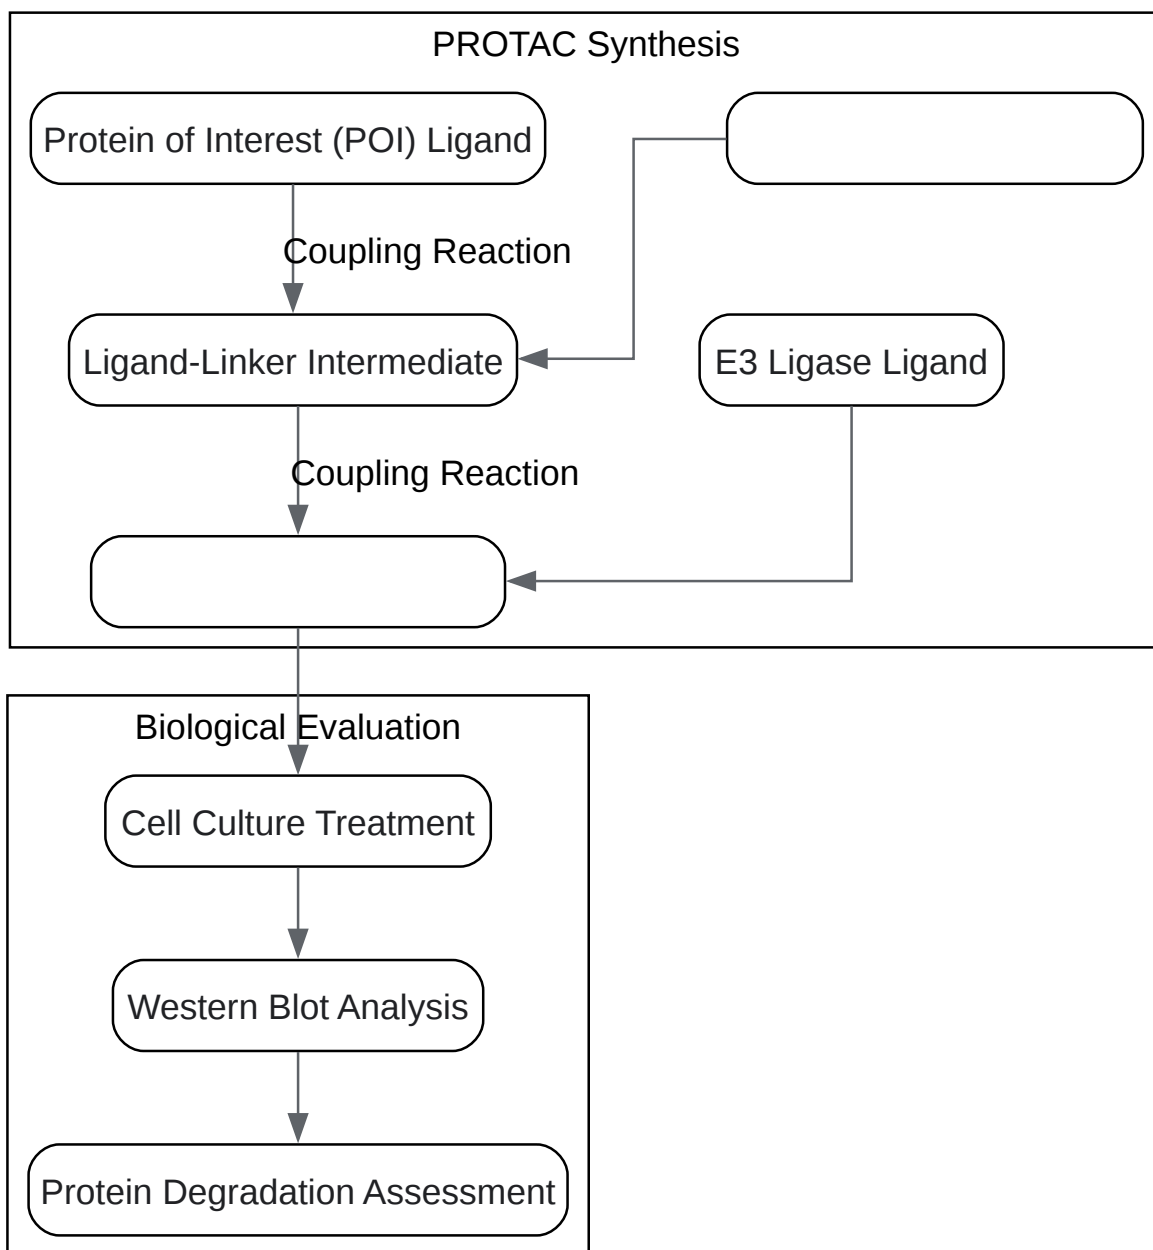 PROTAC Synthesis
Protein of Interest (POI) Ligand
Coupling Reaction
Ligand-Linker Intermediate
E3 Ligase Ligand
Coupling Reaction
Biological Evaluation
Cell Culture Treatment
Western Blot Analysis
Protein Degradation Assessment